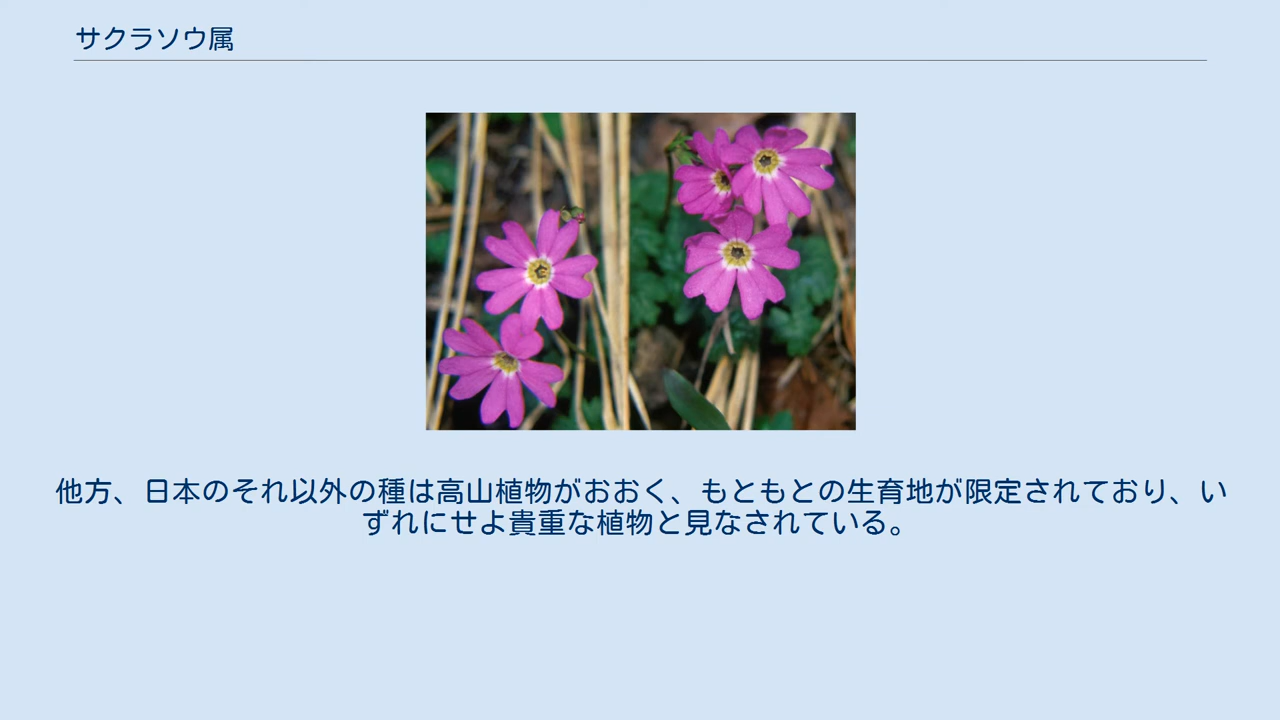 サクラソウ属
他方、日本のそれ以外の種は高山植物がおおく、もともとの生育地が限定されており、い
ずれにせよ貴重な植物と見なされている。